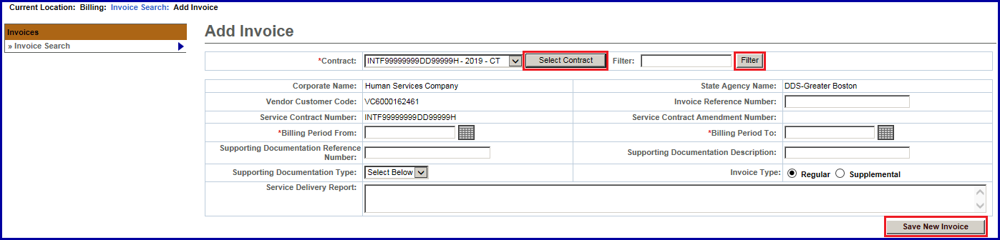 Current Location: Billing: Invoice Search: Add Invoice
Invoices
» Invoice Search
Add Invoice
*Contract: INTF99999999DD99999H - 2019 - CT Select Contract Filter: Filter
Corporate Name: Human Services Company State Agency Name: DDS-Greater Boston
Vendor Customer Code: VC6000162461 Invoice Reference Number:
Service Contract Number: INTF99999999DD99999H Service Contract Amendment Number:
*Billing Period From: *Billing Period To:
Supporting Documentation Reference
Number: Supporting Documentation Description:
Supporting Documentation Type: Select Below Invoice Type: Regular Supplemental
Service Delivery Report:
Save New Invoice